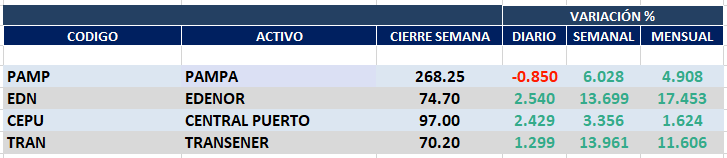 VARIACIÓN %
CODIGO ACTIVO CIERRE SEMANA DIARIO SEMANAL MENSUAL
PAMP PAMPA 268.25 -0.850 6.028 4.908
EDN EDENOR 74.70 2.540 13.699 17.453
CEPU CENTRAL PUERTO 97.00 2.429 3.356 1.624
TRAN TRANSENER 70.20 1.299 13.961 11.606